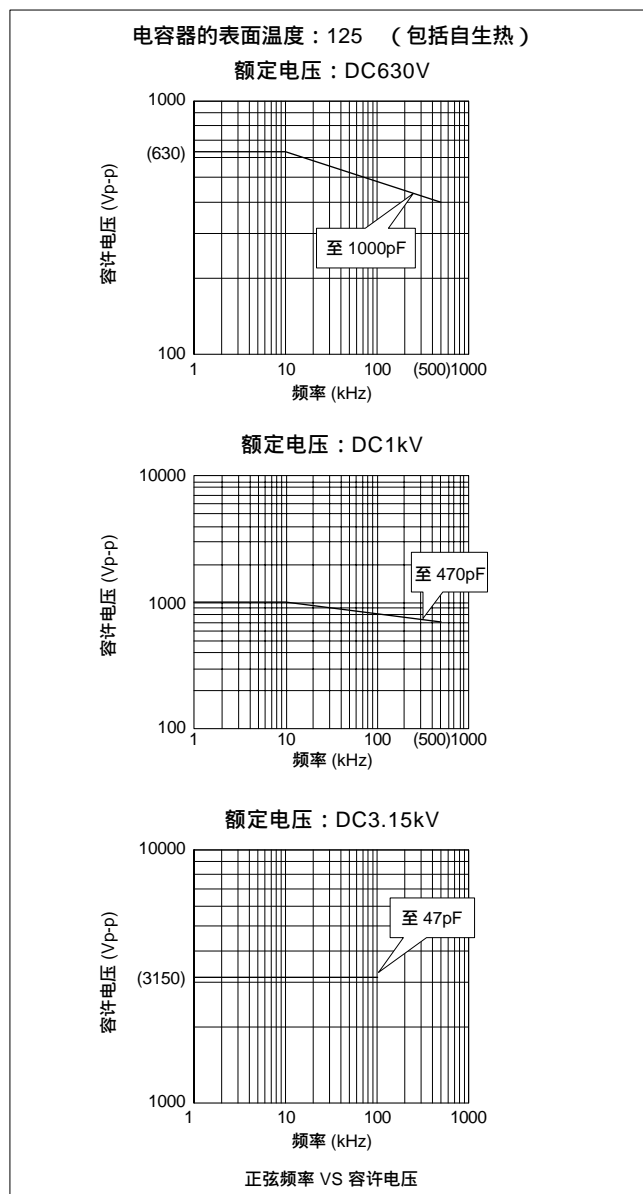 电容器的表面温度：125　（包括自生热）
额定电压：DC630V
1000
(630)
容许电压 (Vp-p)
至 1000pF
100
1 10 100 (500)1000
频率 (kHz)
额定电压：DC1kV
10000
容许电压 (Vp-p)
至 470pF
1000
100
1 10 100 (500)1000
频率 (kHz)
额定电压：DC3.15kV
10000
容许电压 (Vp-p)
至 47pF
(3150)
1000
1 10 100 1000
频率 (kHz)
正弦频率 VS 容许电压